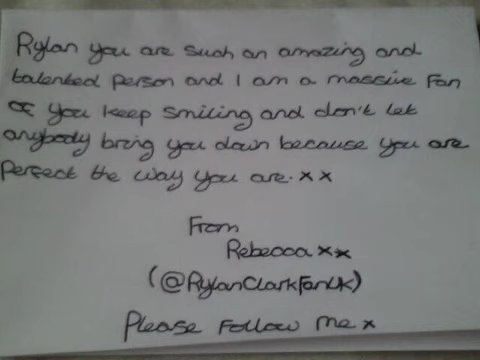 Rylan you are such an amazing and
talented person and I am a massive fan
of you keep smiling and don't let
anybody bring you down because you are
perfect the way you are. x x
From
Rebecca xx
(@RylanClarkFanUK)
Please follow me x